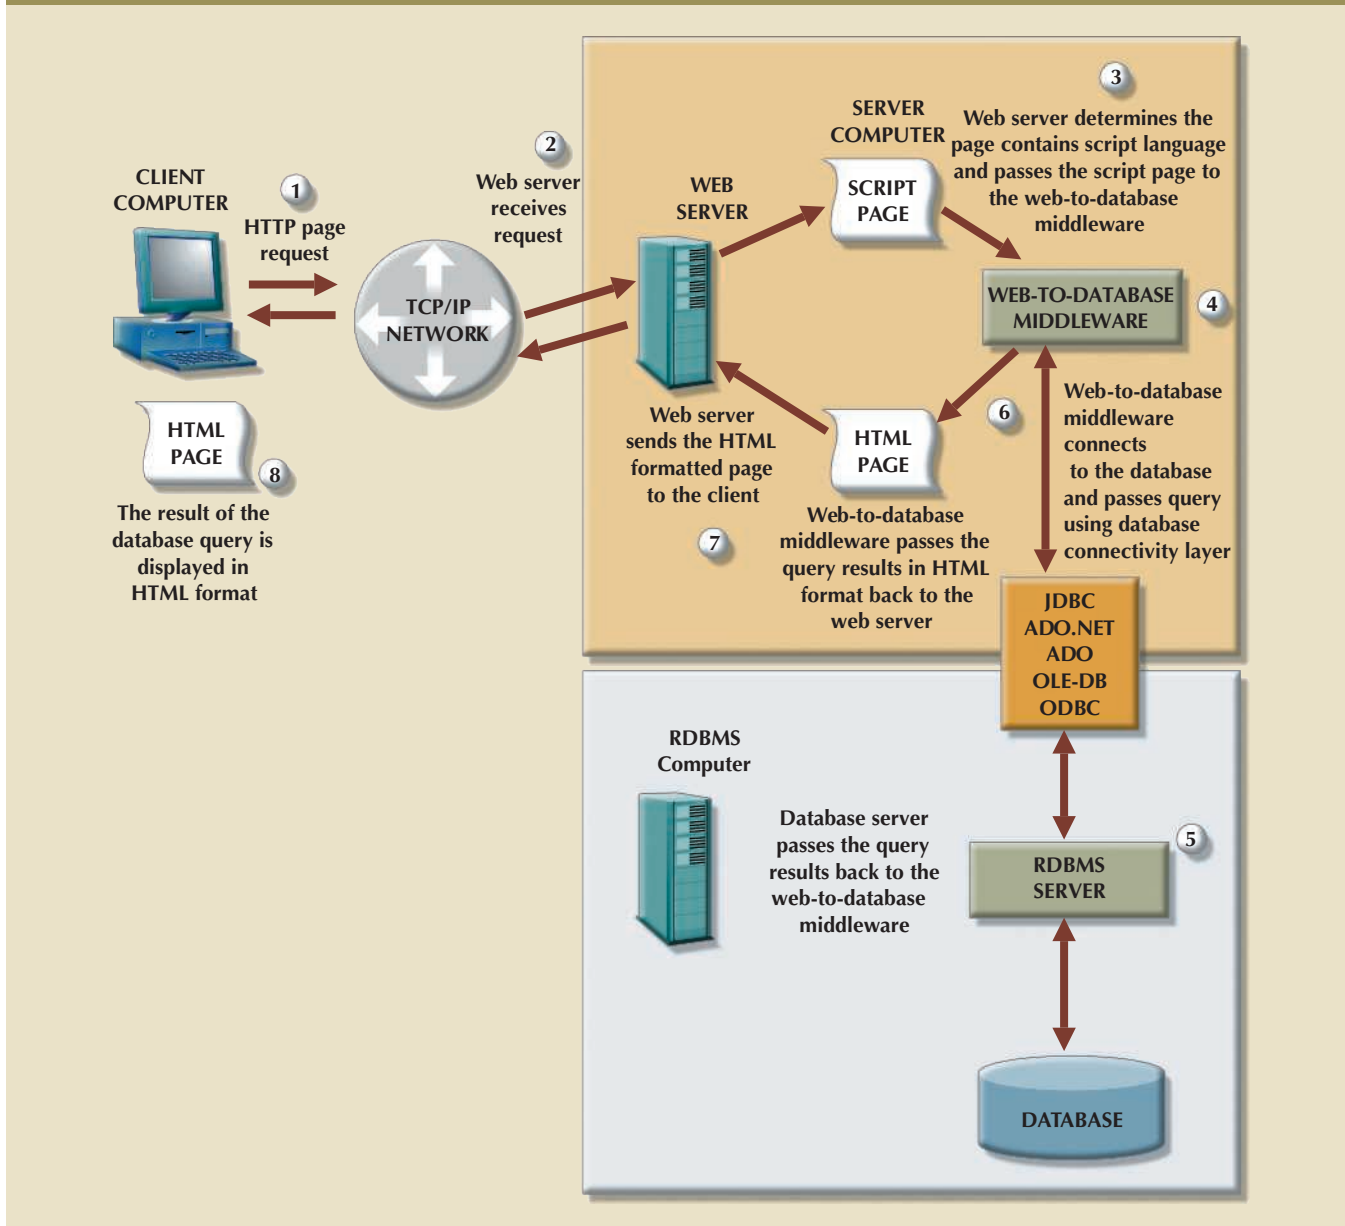 CLIENT
COMPUTER
1
HTTP page
request
TCP/IP
NETWORK
2
Web server
receives
request
WEB
SERVER
SERVER
COMPUTER
SCRIPT
PAGE
3
Web server determines the
page contains script language
and passes the script page to
the web-to-database
middleware
WEB-TO-DATABASE
MIDDLEWARE
4
Web-to-database
middleware
connects
to the database
and passes query
using database
connectivity layer
JDBC
ADO.NET
ADO
OLE-DB
ODBC
RDBMS
Computer
Database server
passes the query
results back to the
web-to-database
middleware
5
RDBMS
SERVER
DATABASE
6
HTML
PAGE
Web-to-database
middleware passes the
query results in HTML
format back to the
web server
Web server
sends the HTML
formatted page
to the client
7
HTML
PAGE
8
The result of the
database query is
displayed in
HTML format